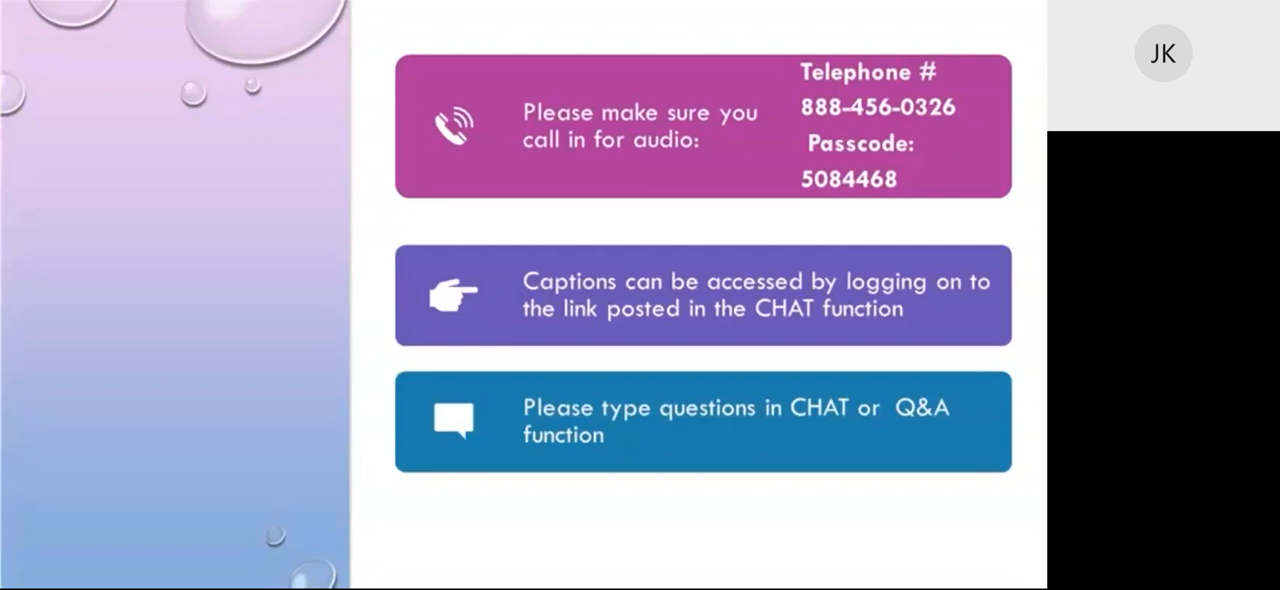 Please make sure you
call in for audio:
Telephone #
888-456-0326
Passcode:
5084468
Captions can be accessed by logging on to
the link posted in the CHAT function
Please type questions in CHAT or Q&A
function
JK